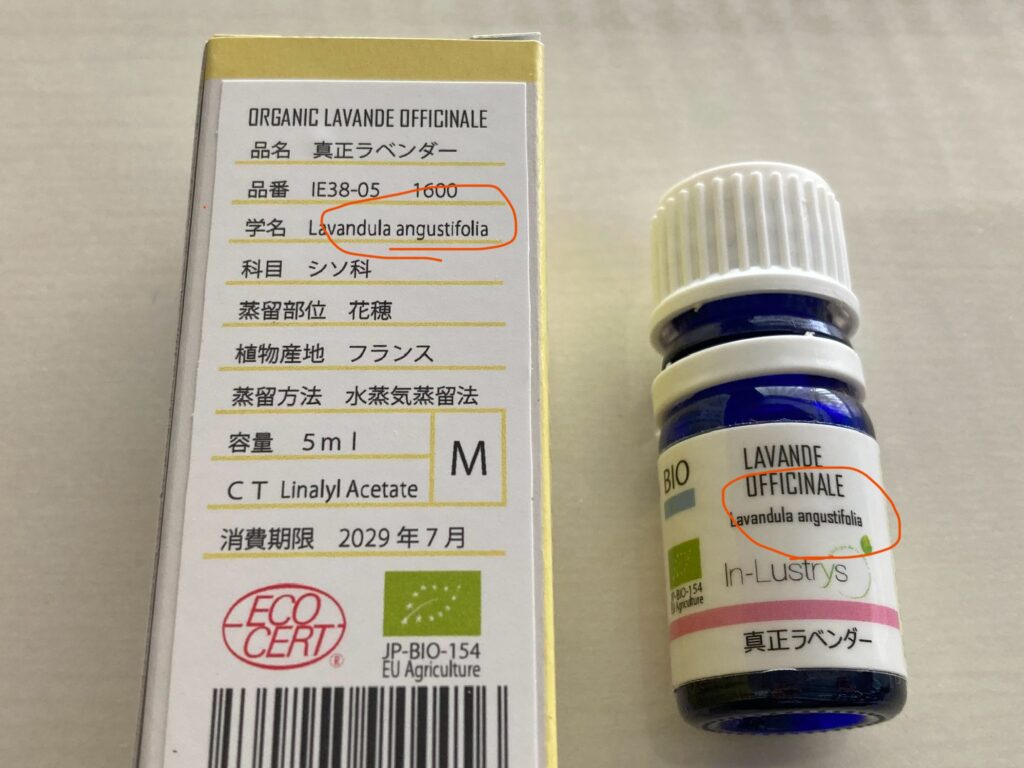 ORGANIC LAVANDE OFFICINALE
品名 真正ラベンダー
品番 IE38-05 1600
学名 Lavandula angustifolia
科目 シソ科
蒸留部位 花穂
植物産地 フランス
蒸留方法 水蒸気蒸留法
容量 5ml
M
CT Linalyl Acetate
消費期限 2029年7月
ECO
CERT
®
JP-BIO-154
EU Agriculture
BIO
LAVANDE
OFFICINALE
Lavandula angustifolia
In-Lustrys
JP-BIO-154
EU Agriculture
真正ラベンダー